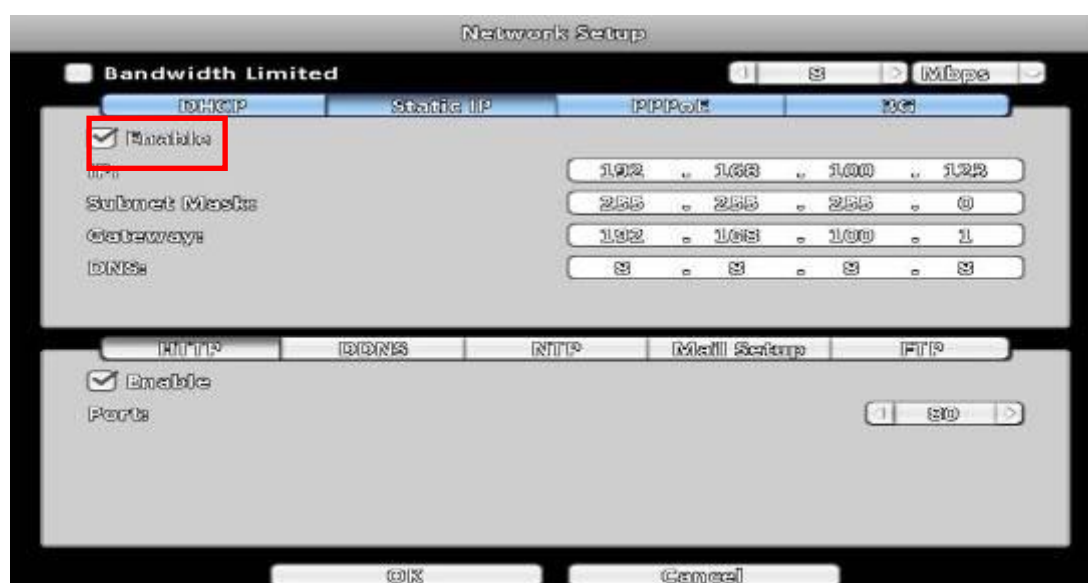 Network Setup
Bandwidth Limited 8 Mbps
DHCP Static IP PPPoE 3G
Enable
IP: 192 . 168 . 100 . 123
Subnet Mask: 255 . 255 . 255 . 0
Gateway: 192 . 168 . 100 . 1
DNS: 8 . 8 . 8 . 8
HTTP DDNS NTP Mail Setup FTP
Enable
Port: 80
OK Cancel